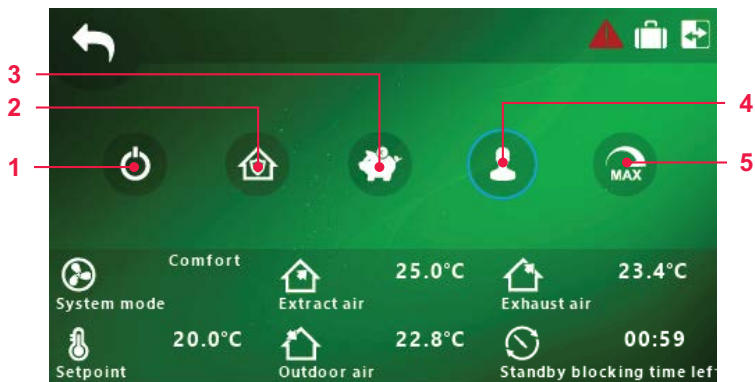 3
2
1
4
5
MAX
Comfort
System mode
25.0°C
Extract air
23.4°C
Exhaust air
20.0°C
Setpoint
22.8°C
Outdoor air
00:59
Standby blocking time lef